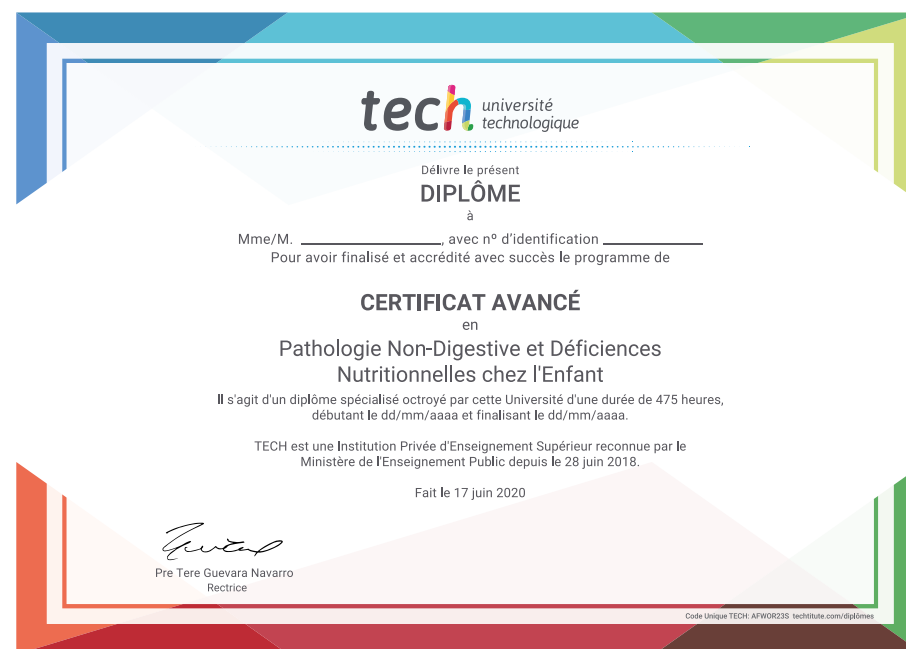 tech université
technologique
Délivre le présent
DIPLÔME
à
Mme/M. ____________________, avec nº d'identification ______________
Pour avoir finalisé et accrédité avec succès le programme de
CERTIFICAT AVANCÉ
en
Pathologie Non-Digestive et Déficiences
Nutritionnelles chez l'Enfant
Il s'agit d'un diplôme spécialisé octroyé par cette Université d'une durée de 475 heures,
débutant le dd/mm/aaaa et finalisant le dd/mm/aaaa.
TECH est une Institution Privée d'Enseignement Supérieur reconnue par le
Ministère de l'Enseignement Public depuis le 28 juin 2018.
Fait le 17 juin 2020
Pre Tere Guevara Navarro
Rectrice
Code Unique TECH: AFWOR23S techtitute.com/diplômes